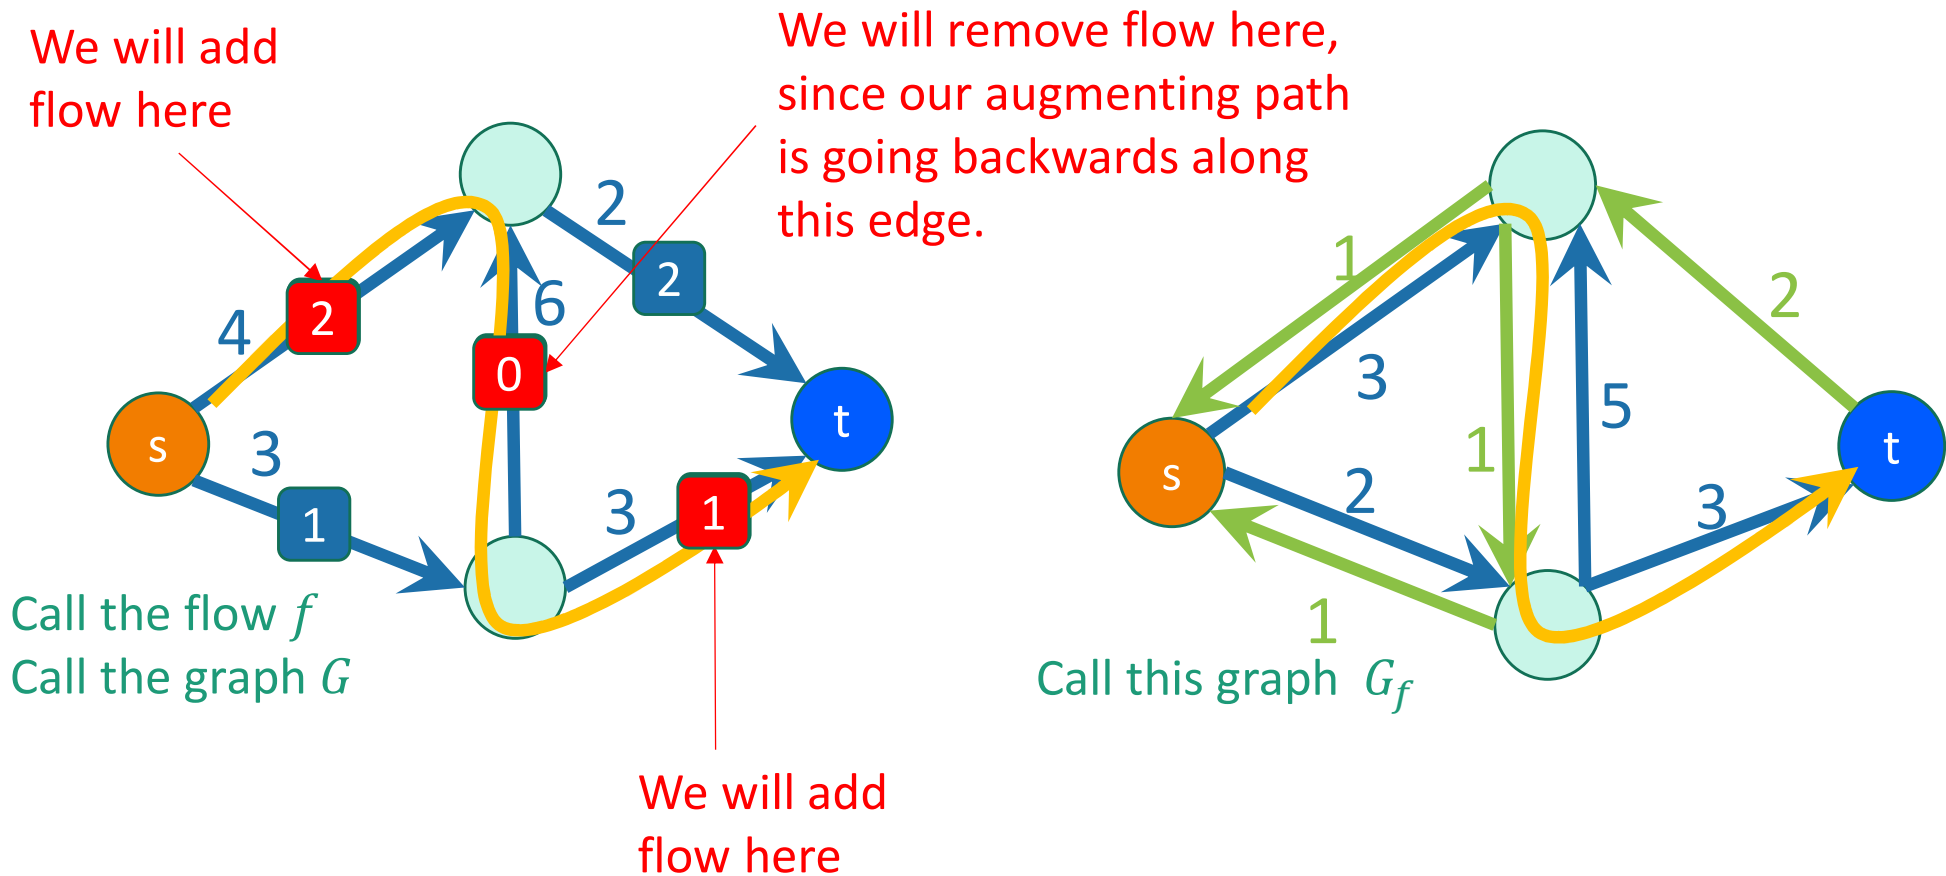 We will add
flow here
We will remove flow here,
since our augmenting path
is going backwards along
this edge.
2
2
4
2
6
0
s
3
1
3
1
t
Call the flow f
Call the graph G
We will add
flow here
1
2
3
5
1
s
2
3
t
1
Call this graph G_f